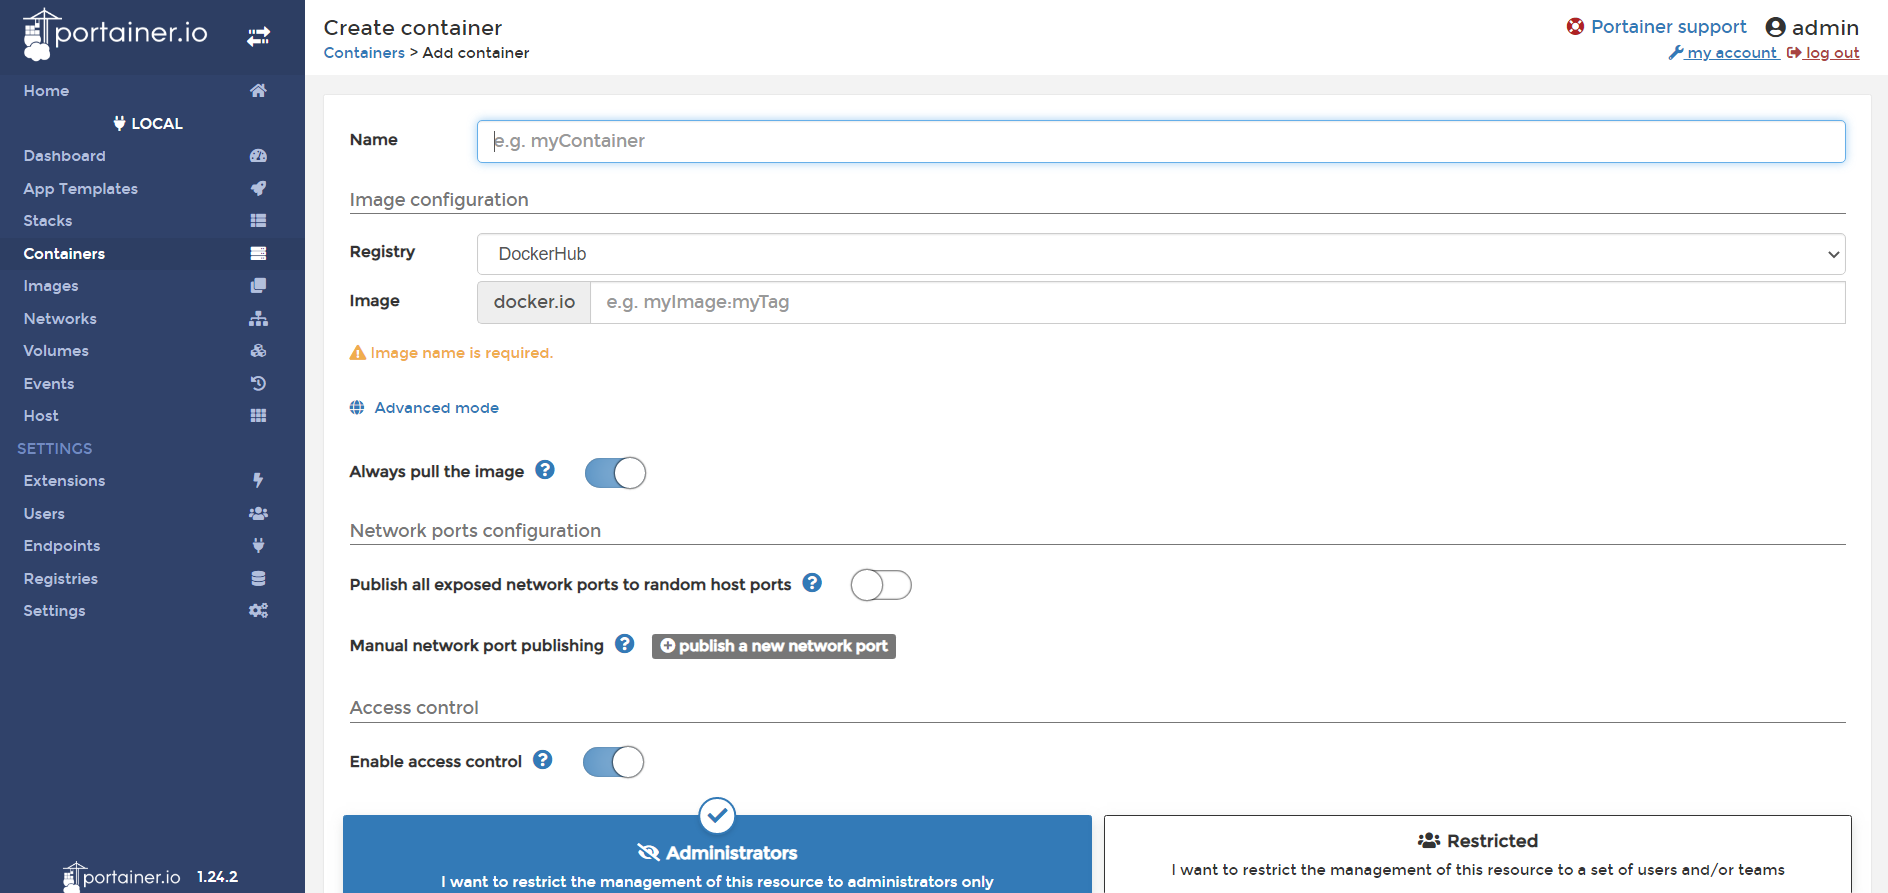 portainer.io
Home
LOCAL
Dashboard
App Templates
Stacks
Containers
Images
Networks
Volumes
Events
Host
SETTINGS
Extensions
Users
Endpoints
Registries
Settings
portainer.io 1.24.2
Create container
Containers > Add container
Portainer support admin
my account log out
Name e.g. myContainer
Image configuration
Registry DockerHub
Image docker.io e.g. myImage:myTag
Image name is required.
Advanced mode
Always pull the image
Network ports configuration
Publish all exposed network ports to random host ports
Manual network port publishing publish a new network port
Access control
Enable access control
Administrators
I want to restrict the management of this resource to administrators only
Restricted
I want to restrict the management of this resource to a set of users and/or teams